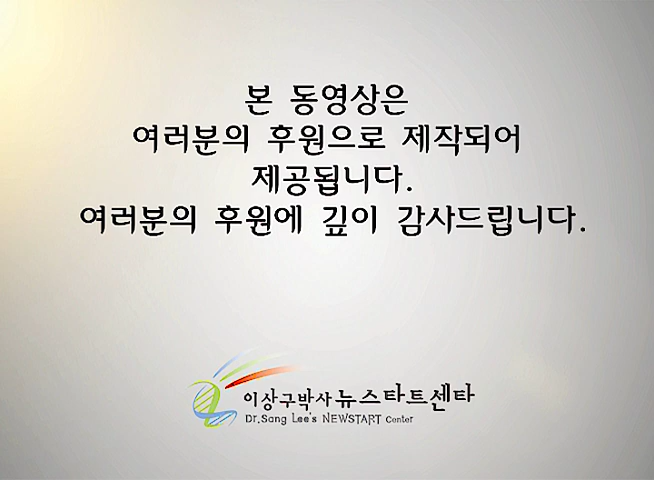 본 동영상은
여러분의 후원으로 제작되어
제공됩니다.
여러분의 후원에 깊이 감사드립니다.
이상구박사 뉴스타트센타
Dr.Sang Lee's NEWSTART Center